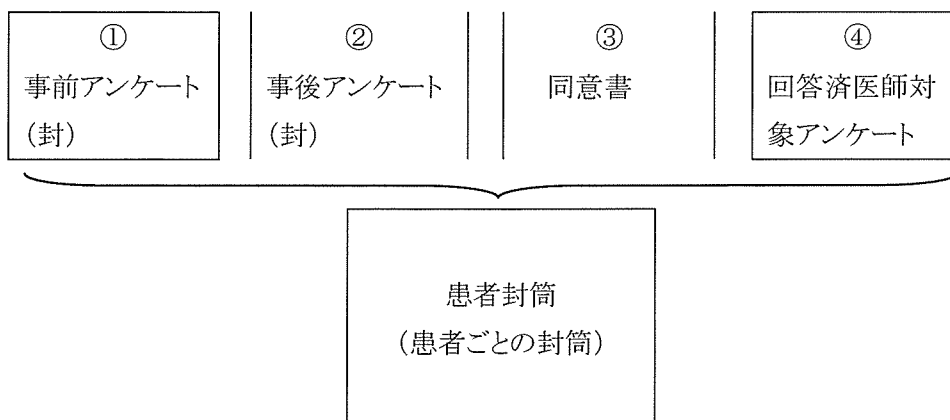 ①
事前アンケート
(封)
②
事後アンケート
(封)
③
同意書
④
回答済医師対
象アンケート
患者封筒
(患者ごとの封筒)